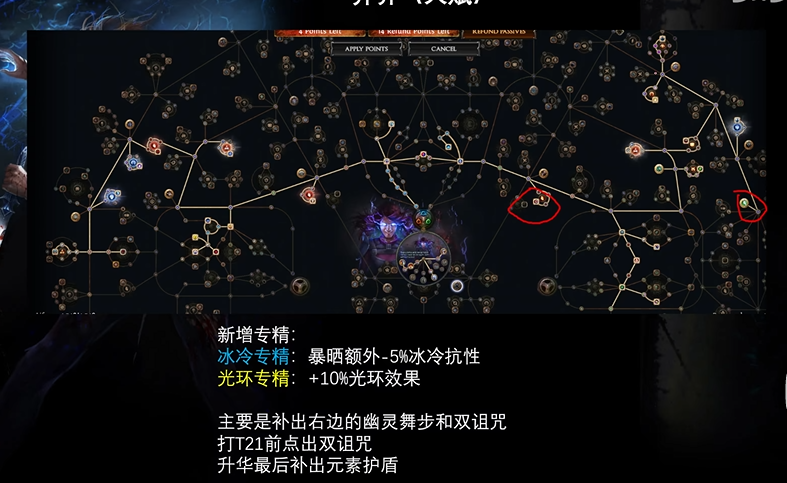 4 Points Left
14 Refund Points Left
REFUND PASSIVES
APPLY POINTS
CANCEL
新增专精：
冰冷专精：暴晒额外-5%冰冷抗性
光环专精：+10%光环效果
主要是补出右边的幽灵舞步和双诅咒
打T21前点出双诅咒
升华最后补出元素护盾